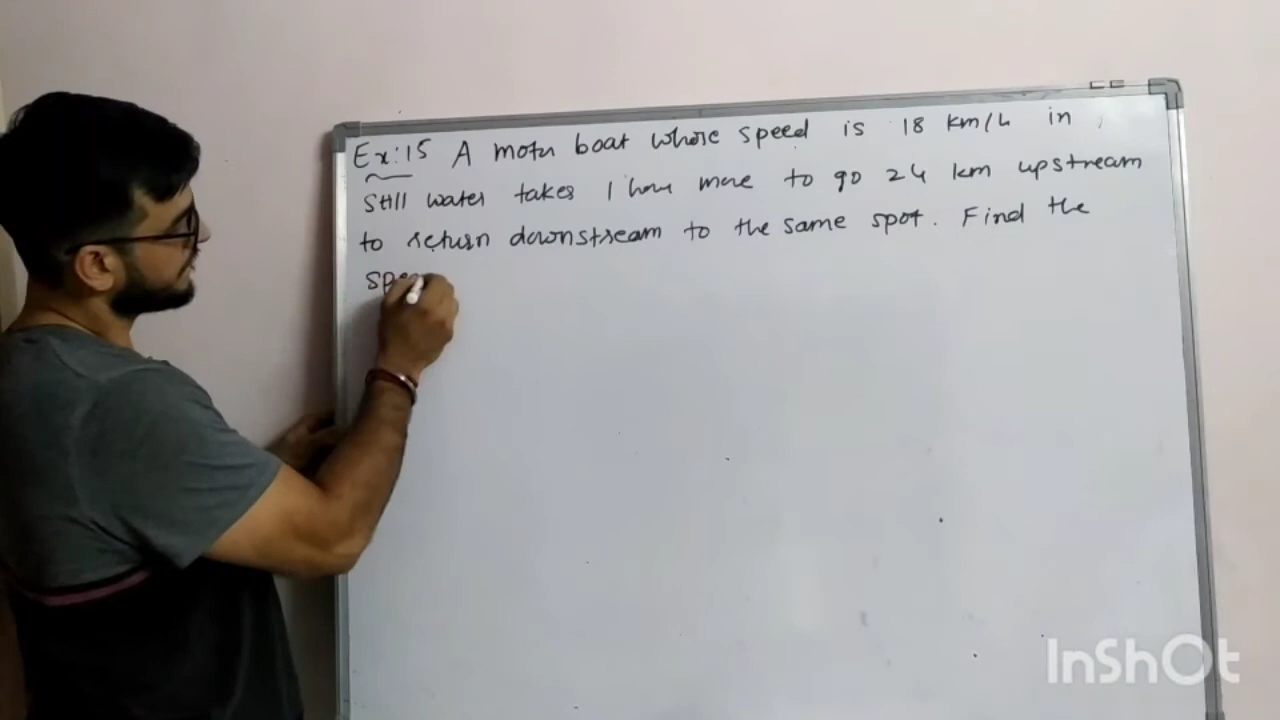 Ex:15 A motor boat whose speed is 18 km/h in
still water takes 1 hour more to go 24 km upstream
to return downstream to the same spot. Find the
spee
InShOt